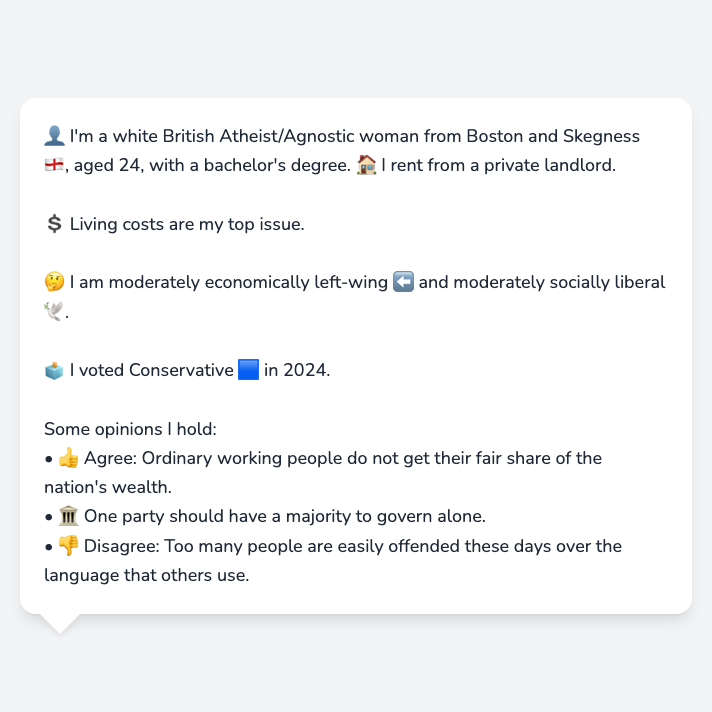 👤 I'm a white British Atheist/Agnostic woman from Boston and Skegness
🏴󠁧󠁢󠁥󠁮󠁧󠁿, aged 24, with a bachelor's degree. 🏠 I rent from a private landlord.
💲 Living costs are my top issue.
🤔 I am moderately economically left-wing ⬅️ and moderately socially liberal
🕊️.
🗳️ I voted Conservative 🟦 in 2024.
Some opinions I hold:
• 👍 Agree: Ordinary working people do not get their fair share of the
nation's wealth.
• 🏛️ One party should have a majority to govern alone.
• 👎 Disagree: Too many people are easily offended these days over the
language that others use.